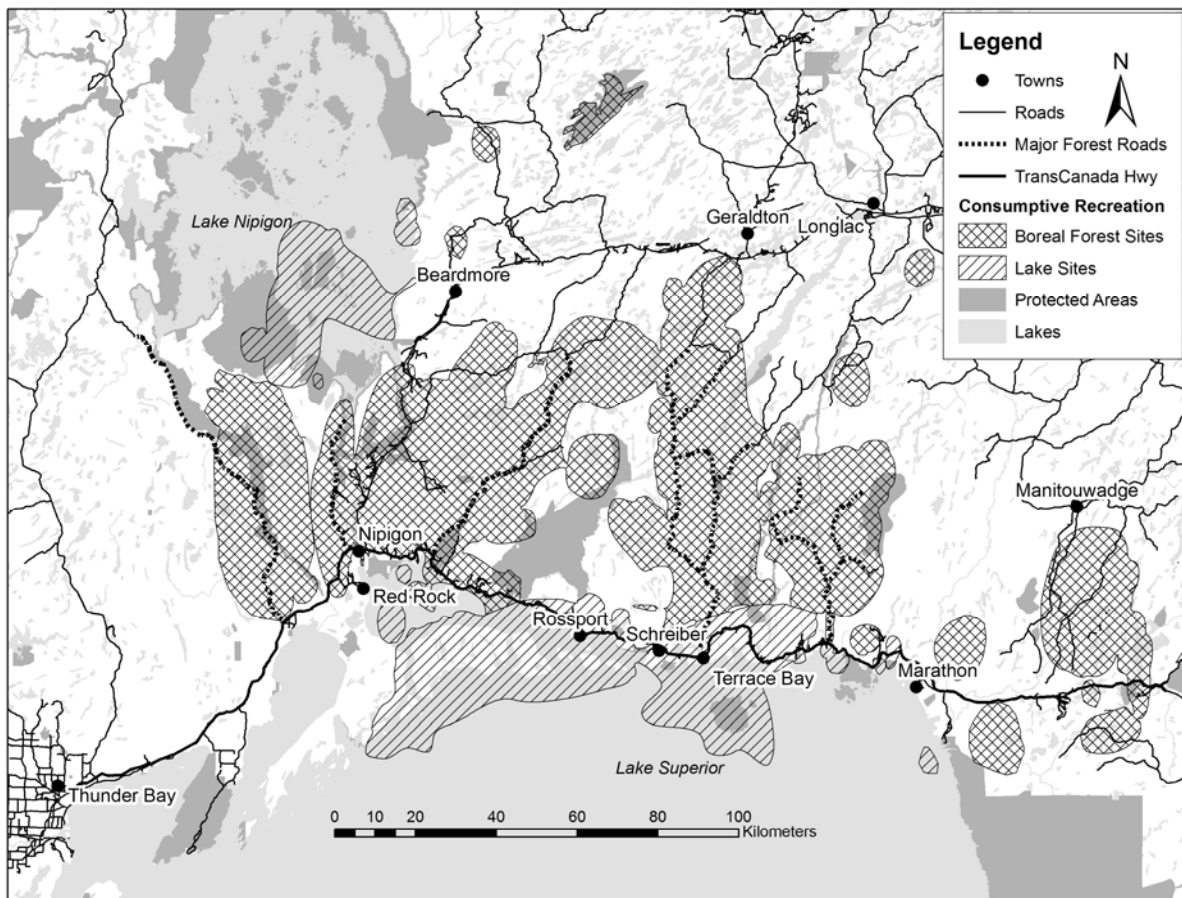 Legend
N
Towns
Roads
Major Forest Roads
TransCanada Hwy
Consumptive Recreation
Boreal Forest Sites
Lake Sites
Protected Areas
Lakes
Lake Nipigon
Geraldton
Longlac
Beardmore
Manitouwadge
Nipigon
Red Rock
Rossport
Schreiber
Terrace Bay
Marathon
Lake Superior
Thunder Bay
0 10 20 40 60 80 100
Kilometers